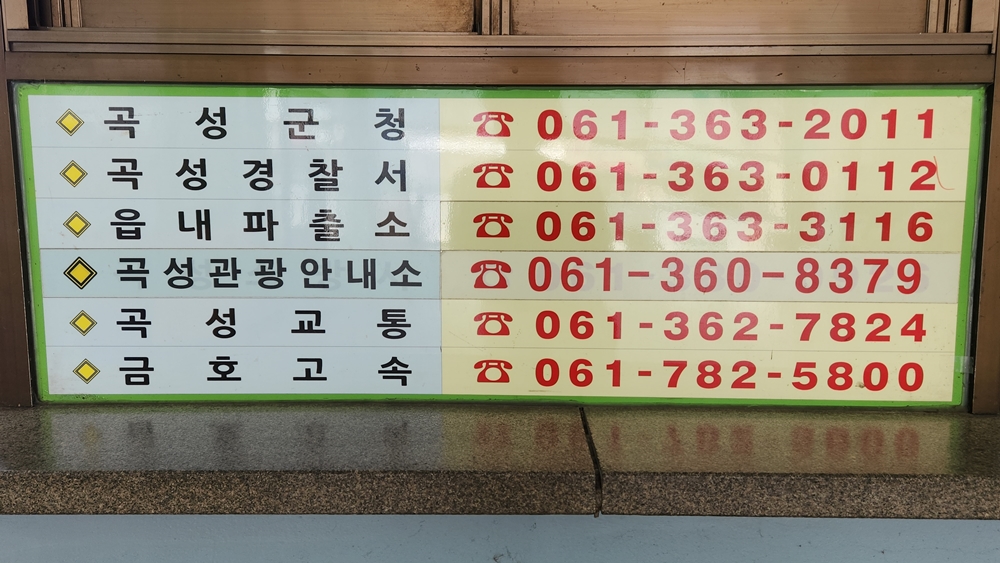 곡성군청 ☎ 061-363-2011
곡성경찰서 ☎ 061-363-0112
읍내파출소 ☎ 061-363-3116
곡성관광안내소 ☎ 061-360-8379
곡성교통 ☎ 061-362-7824
금호고속 ☎ 061-782-5800